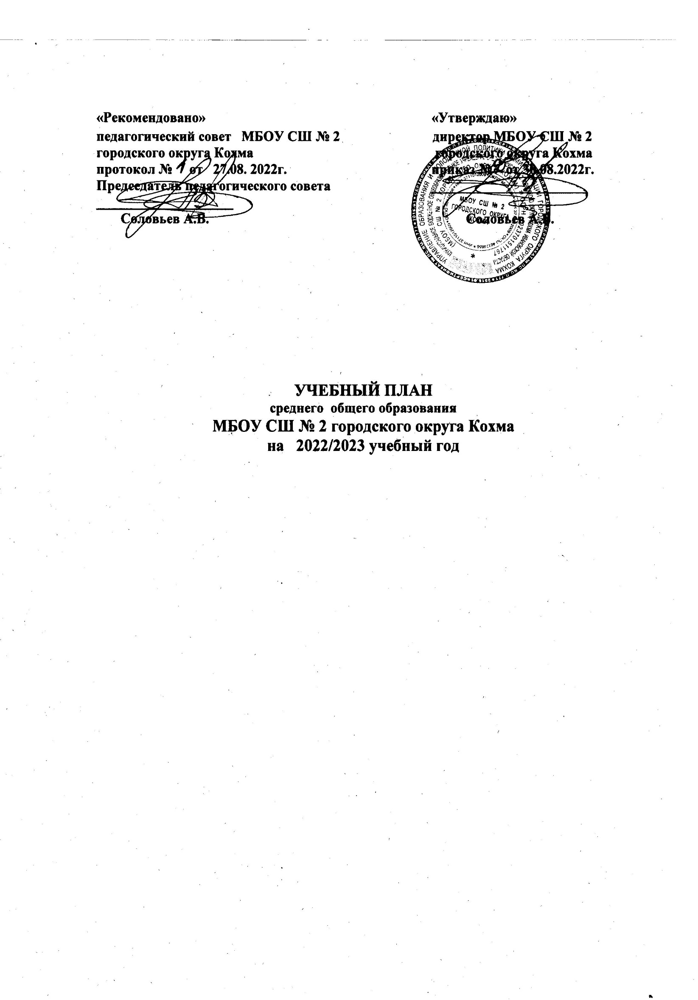 «Рекомендовано»
педагогический совет МБОУ СШ № 2
городского округа Кохма
протокол № 1 от 27.08. 2022г.
Председатель педагогического совета
Соловьев А.В.
«Утверждаю»
директор МБОУ СШ № 2
городского округа Кохма
приказ № от 08.2022г.
Соловьев А.В.
МБОУ СШ № 2
ГОРОДСКОГО ОКРУГА
УЧЕБНЫЙ ПЛАН
среднего общего образования
МБОУ СШ № 2 городского округа Кохма
на 2022/2023 учебный год